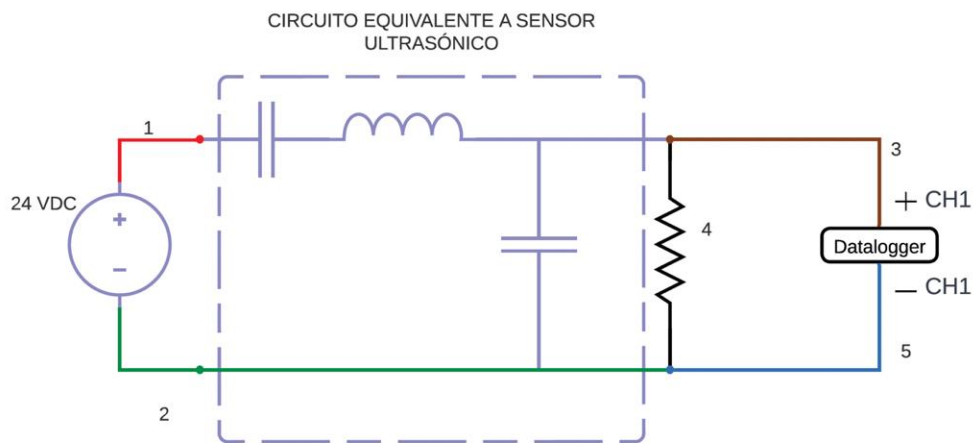 CIRCUITO EQUIVALENTE A SENSOR
ULTRASÓNICO
1
3
24 VDC
+
+ CH1
4
Datalogger
−
− CH1
5
2